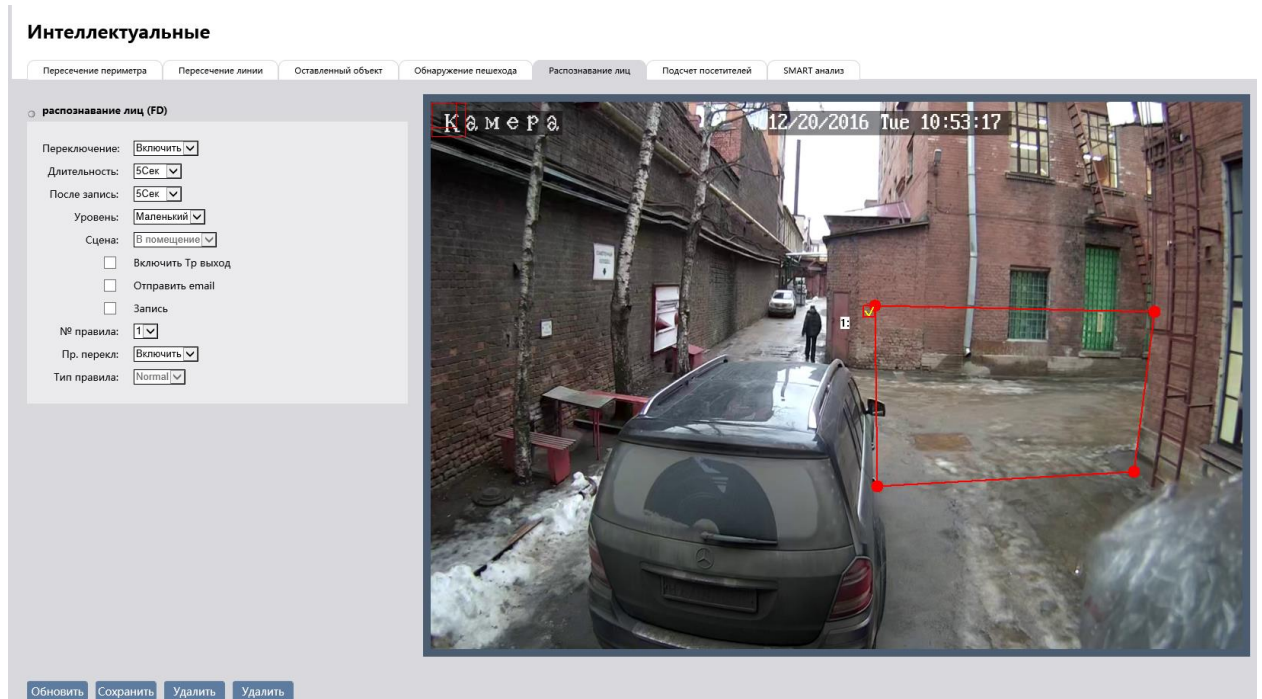 Интеллектуальные
Пересечение периметра Пересечение линии Оставленный объект Обнаружение пешехода Распознавание лиц Подсчет посетителей SMART анализ
распознавание лиц (FD)
Камера 12/20/2016 Tue 10:53:17
Переключение: Включить
Длительность: 5Сек
После запись: 5Сек
Уровень: Маленький
Сцена: В помещение
Включить Тр выход
Отправить email
Запись
№ правила: 1
Пр. перекл: Включить
Тип правила: Normal
1:
Обновить Сохранить Удалить Удалить